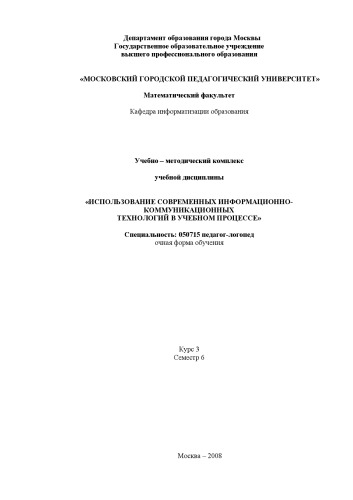 Департамент образования города Москвы
Государственное образовательное учреждение
высшего профессионального образования
«МОСКОВСКИЙ ГОРОДСКОЙ ПЕДАГОГИЧЕСКИЙ УНИВЕРСИТЕТ»
Математический факультет
Кафедра информатизации образования
Учебно – методический комплекс
учебной дисциплины
«ИСПОЛЬЗОВАНИЕ СОВРЕМЕННЫХ ИНФОРМАЦИОННО-
КОММУНИКАЦИОННЫХ
ТЕХНОЛОГИЙ В УЧЕБНОМ ПРОЦЕССЕ»
Специальность: 050715 педагог-логопед
очная форма обучения
Курс 3
Семестр 6
Москва – 2008